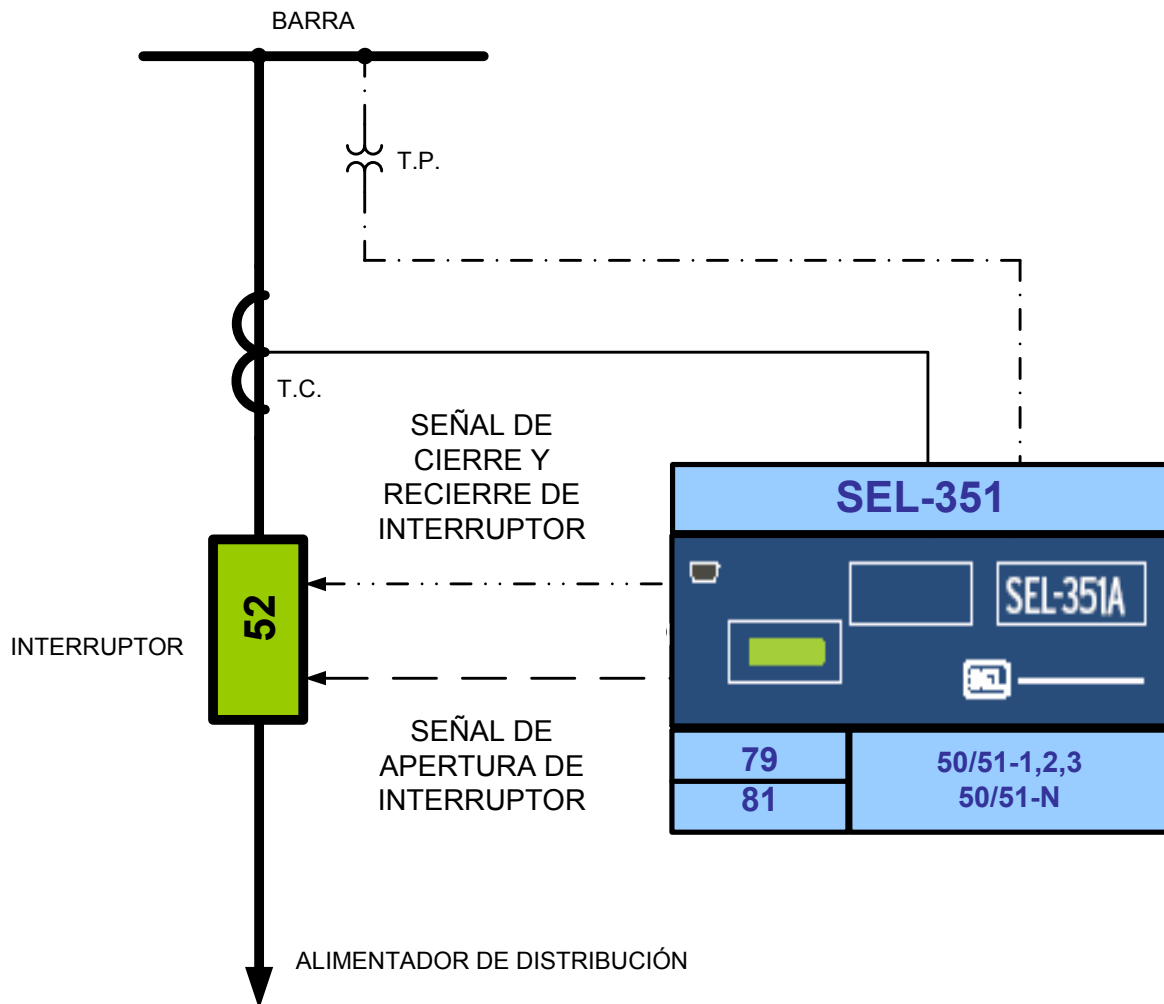 BARRA
T.P.
T.C.
SEÑAL DE
CIERRE Y
RECIERRE DE
INTERRUPTOR
SEL-351
SEL-351A
52
INTERRUPTOR
SEL
SEÑAL DE
APERTURA DE
INTERRUPTOR
79
81
50/51-1,2,3
50/51-N
ALIMENTADOR DE DISTRIBUCIÓN